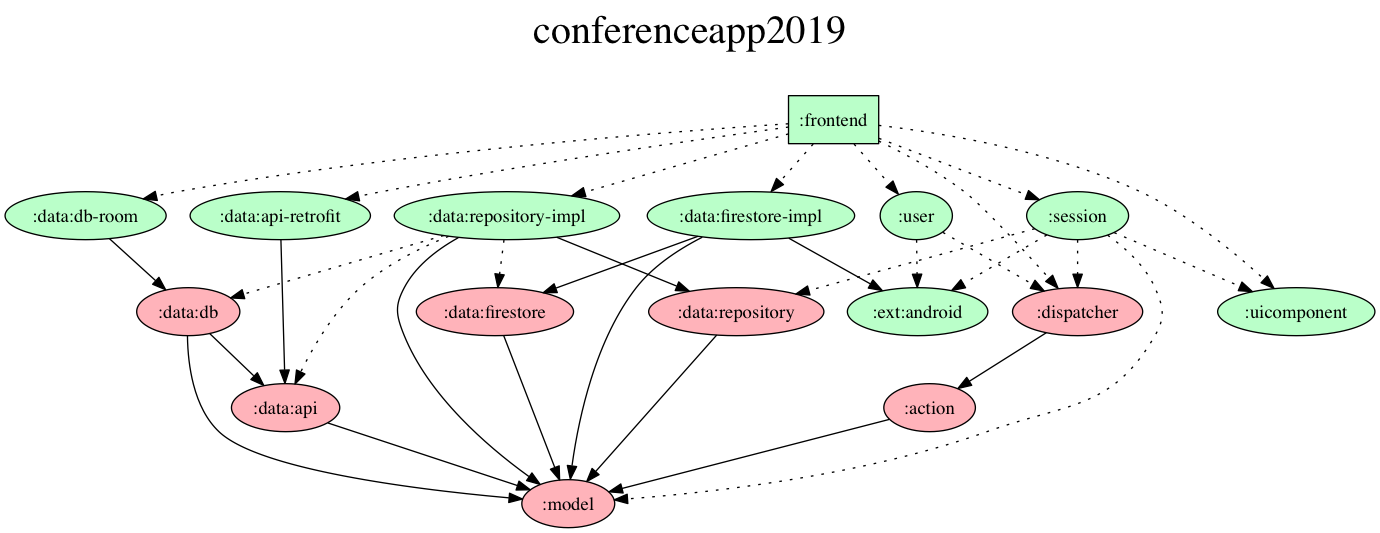 conferenceapp2019
:frontend
:data:db-room
:data:api-retrofit
:data:repository-impl
:data:firestore-impl
:user
:session
:data:db
:data:firestore
:data:repository
:ext:android
:dispatcher
:uicomponent
:data:api
:action
:model